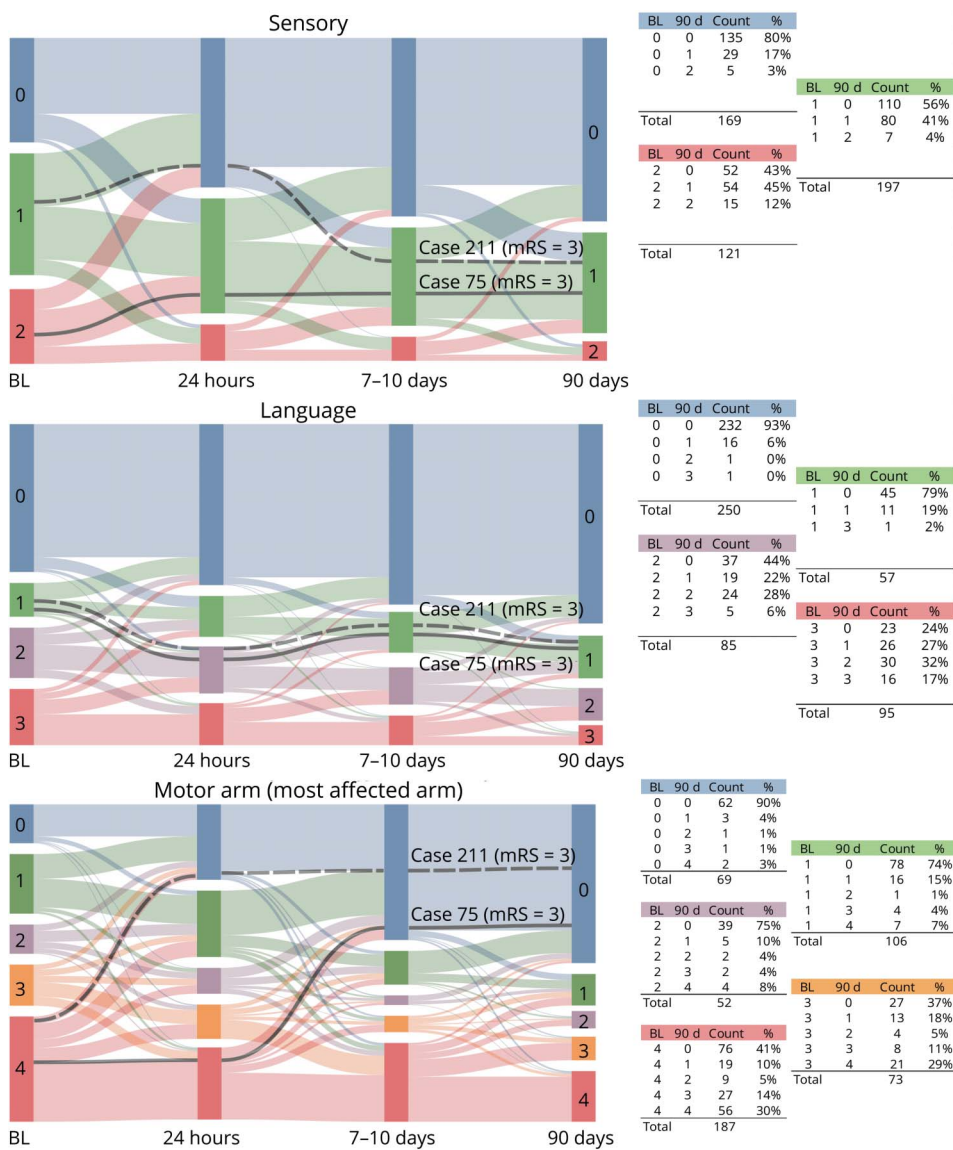 Sensory
0
1
2
0
1
2
Case 211 (mRS = 3)
Case 75 (mRS = 3)
BL
24 hours
7–10 days
90 days
BL 90 d Count %
0 0 135 80%
0 1 29 17%
0 2 5 3%
Total 169
BL 90 d Count %
1 0 110 56%
1 1 80 41%
1 2 7 4%
Total 197
BL 90 d Count %
2 0 52 43%
2 1 54 45%
2 2 15 12%
Total 121
Language
0
1
2
3
0
1
2
3
Case 211 (mRS = 3)
Case 75 (mRS = 3)
BL
24 hours
7–10 days
90 days
BL 90 d Count %
0 0 232 93%
0 1 16 6%
0 2 1 0%
0 3 1 0%
Total 250
BL 90 d Count %
1 0 45 79%
1 1 11 19%
1 3 1 2%
Total 57
BL 90 d Count %
2 0 37 44%
2 1 19 22%
2 2 24 28%
2 3 5 6%
Total 85
BL 90 d Count %
3 0 23 24%
3 1 26 27%
3 2 30 32%
3 3 16 17%
Total 95
Motor arm (most affected arm)
0
1
2
3
4
0
1
2
3
4
Case 211 (mRS = 3)
Case 75 (mRS = 3)
BL
24 hours
7–10 days
90 days
BL 90 d Count %
0 0 62 90%
0 1 3 4%
0 2 1 1%
0 3 1 1%
0 4 2 3%
Total 69
BL 90 d Count %
1 0 78 74%
1 1 16 15%
1 2 1 1%
1 3 4 4%
1 4 7 7%
Total 106
BL 90 d Count %
2 0 39 75%
2 1 5 10%
2 2 2 4%
2 3 2 4%
2 4 4 8%
Total 52
BL 90 d Count %
3 0 27 37%
3 1 13 18%
3 2 4 5%
3 3 8 11%
3 4 21 29%
Total 73
BL 90 d Count %
4 0 76 41%
4 1 19 10%
4 2 9 5%
4 3 27 14%
4 4 56 30%
Total 187